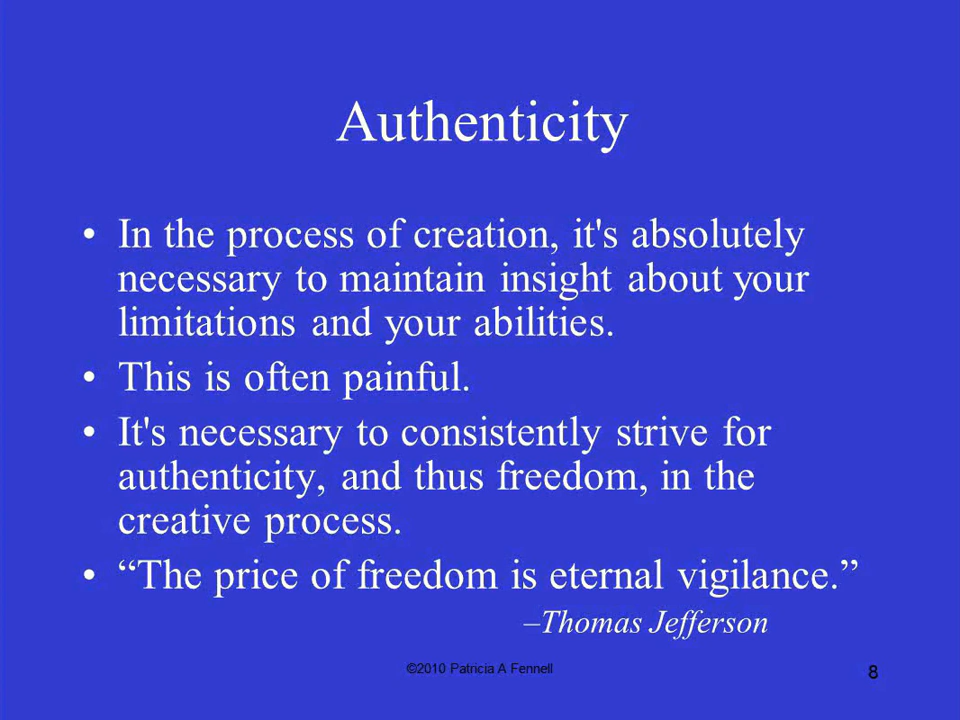 Authenticity
• In the process of creation, it's absolutely
necessary to maintain insight about your
limitations and your abilities.
• This is often painful.
• It's necessary to consistently strive for
authenticity, and thus freedom, in the
creative process.
• “The price of freedom is eternal vigilance.”
–Thomas Jefferson
©2010 Patricia A Fennell
8